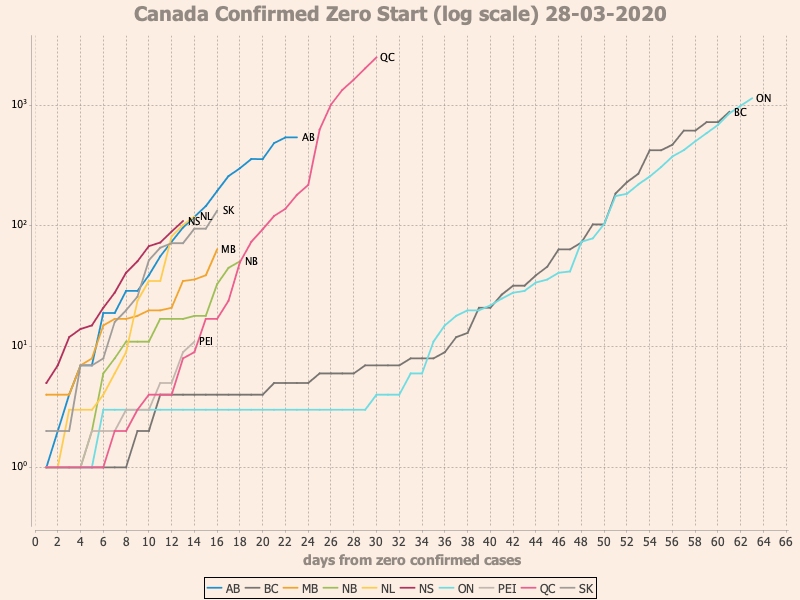 Canada Confirmed Zero Start (log scale) 28-03-2020
QC
10³
ON
BC
AB
10²
SK
NL
NS
MB
NB
10¹
PEI
10⁰
0 2 4 6 8 10 12 14 16 18 20 22 24 26 28 30 32 34 36 38 40 42 44 46 48 50 52 54 56 58 60 62 64 66
days from zero confirmed cases
AB BC MB NB NL NS ON PEI QC SK